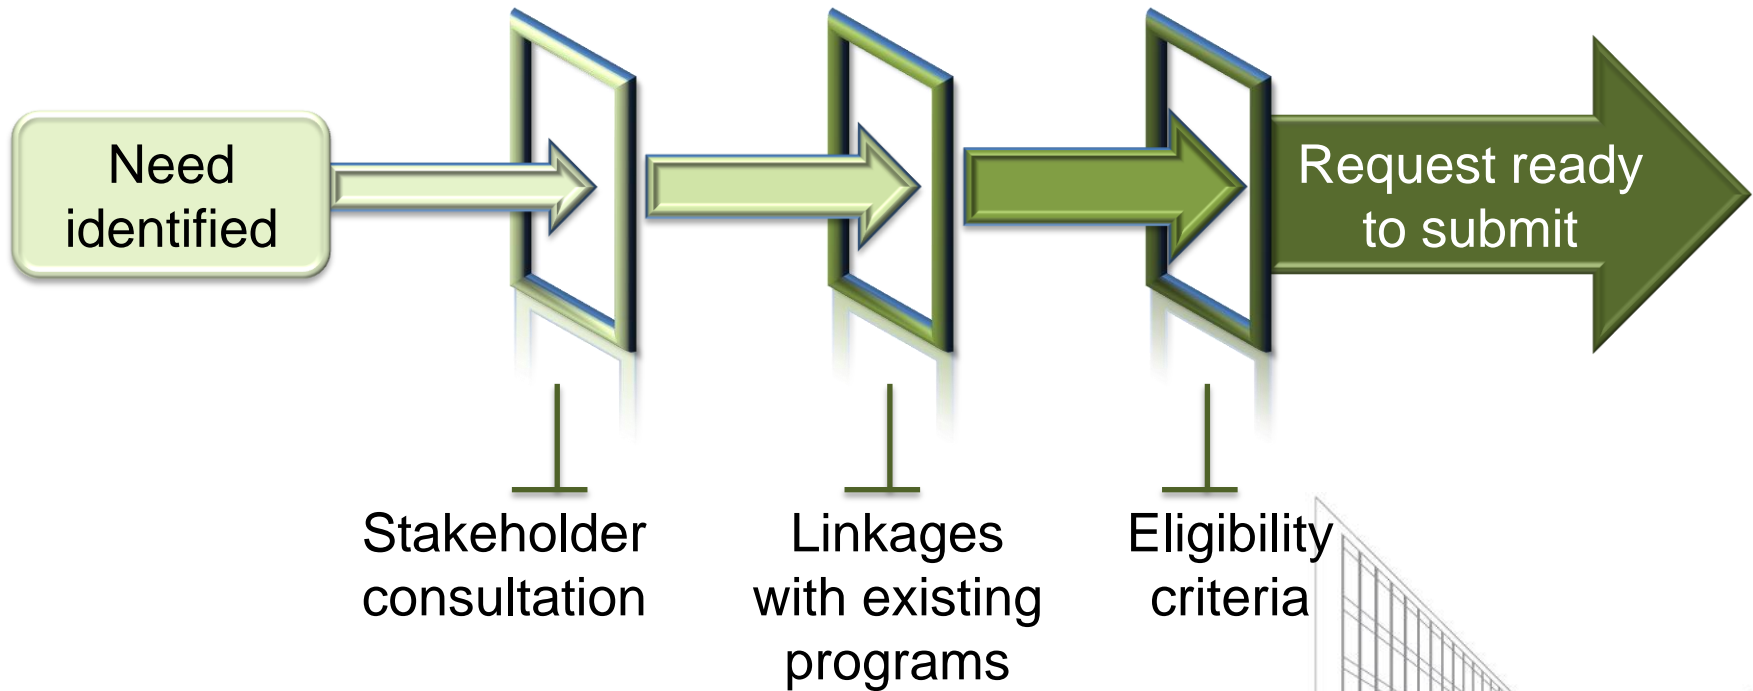 Need
identified
Request ready
to submit
Stakeholder
consultation
Linkages
with existing
programs
Eligibility
criteria